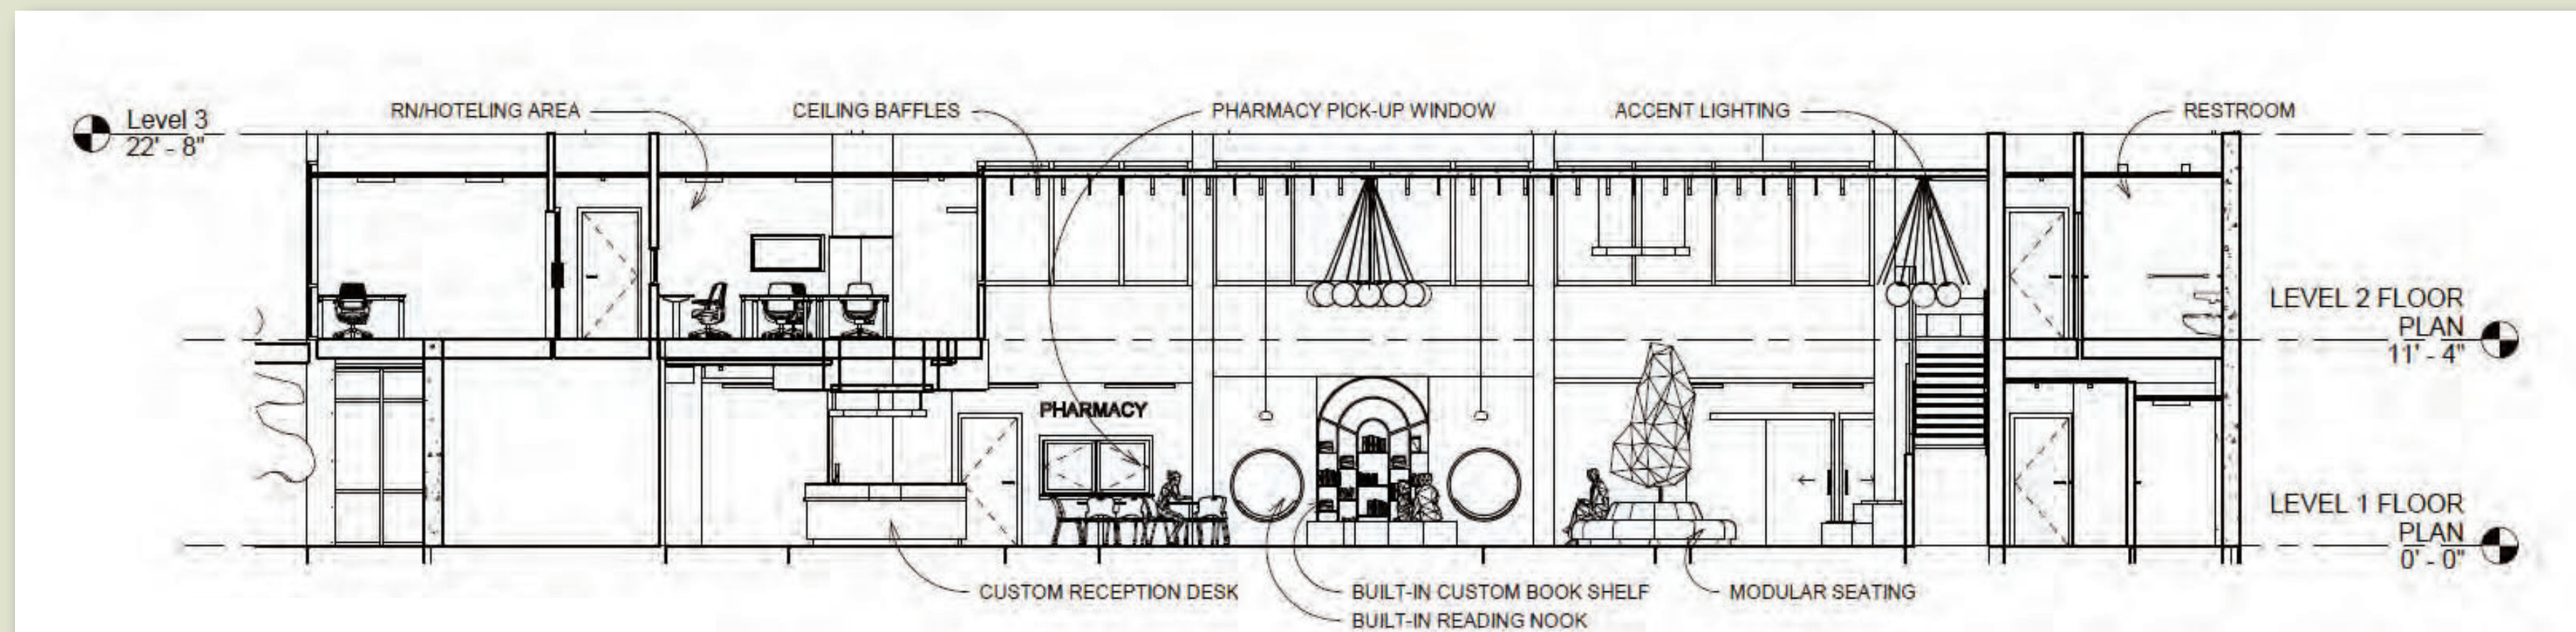 RN/HOTELING AREA
CEILING BAFFLES
PHARMACY PICK-UP WINDOW
ACCENT LIGHTING
RESTROOM
Level 3
22' - 8"
LEVEL 2 FLOOR
PLAN
11' - 4"
PHARMACY
LEVEL 1 FLOOR
PLAN
0' - 0"
CUSTOM RECEPTION DESK
BUILT-IN CUSTOM BOOK SHELF
MODULAR SEATING
BUILT-IN READING NOOK